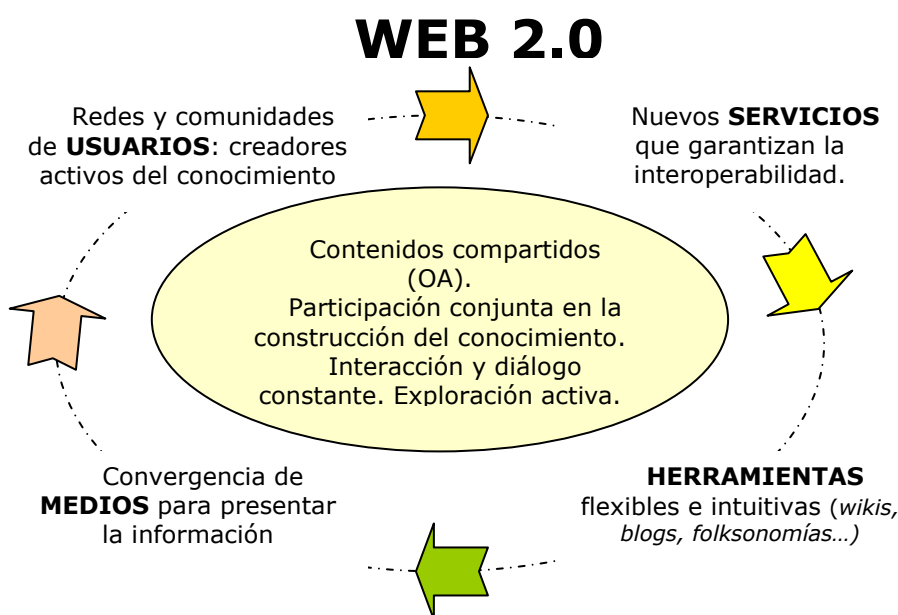 WEB 2.0
Redes y comunidades
de USUARIOS: creadores
activos del conocimiento
Nuevos SERVICIOS
que garantizan la
interoperabilidad.
Contenidos compartidos
(OA).
Participación conjunta en la
construcción del conocimiento.
Interacción y diálogo
constante. Exploración activa.
Convergencia de
MEDIOS para presentar
la información
HERRAMIENTAS
flexibles e intuitivas (wikis,
blogs, folksonomías…)